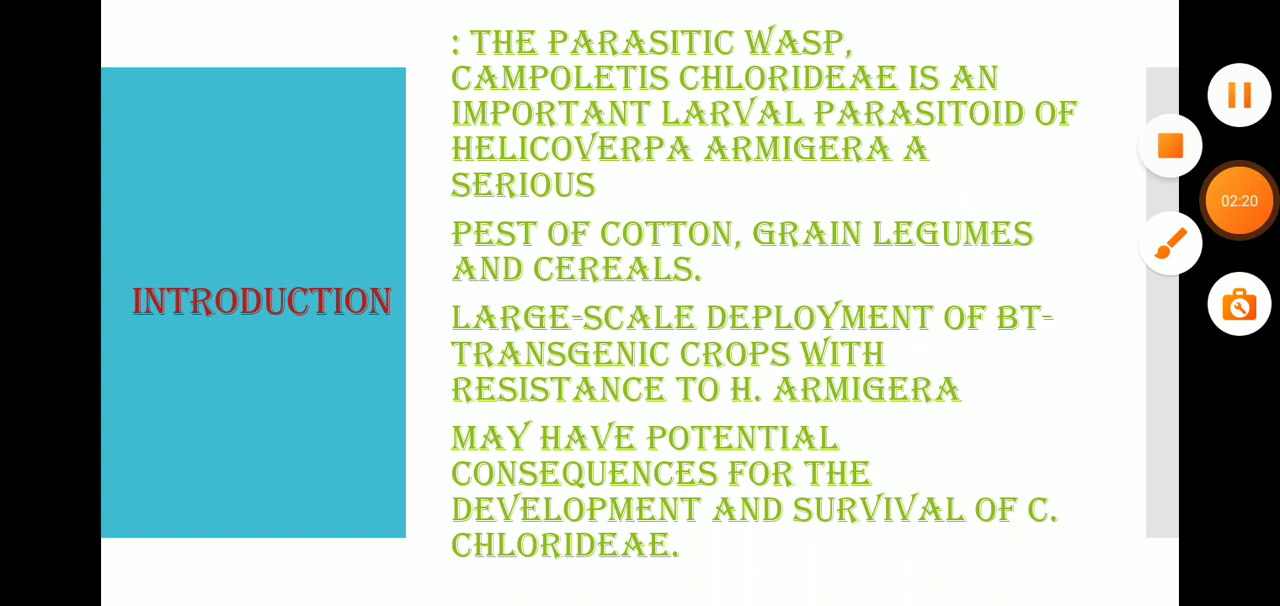 : THE PARASITIC WASP,
CAMPOLETIS CHLORIDEAE IS AN
IMPORTANT LARVAL PARASITOID OF
HELICOVERPA ARMIGERA A
SERIOUS
PEST OF COTTON, GRAIN LEGUMES
AND CEREALS.
INTRODUCTION
LARGE-SCALE DEPLOYMENT OF BT-
TRANSGENIC CROPS WITH
RESISTANCE TO H. ARMIGERA
MAY HAVE POTENTIAL
CONSEQUENCES FOR THE
DEVELOPMENT AND SURVIVAL OF C.
CHLORIDEAE.
02:20